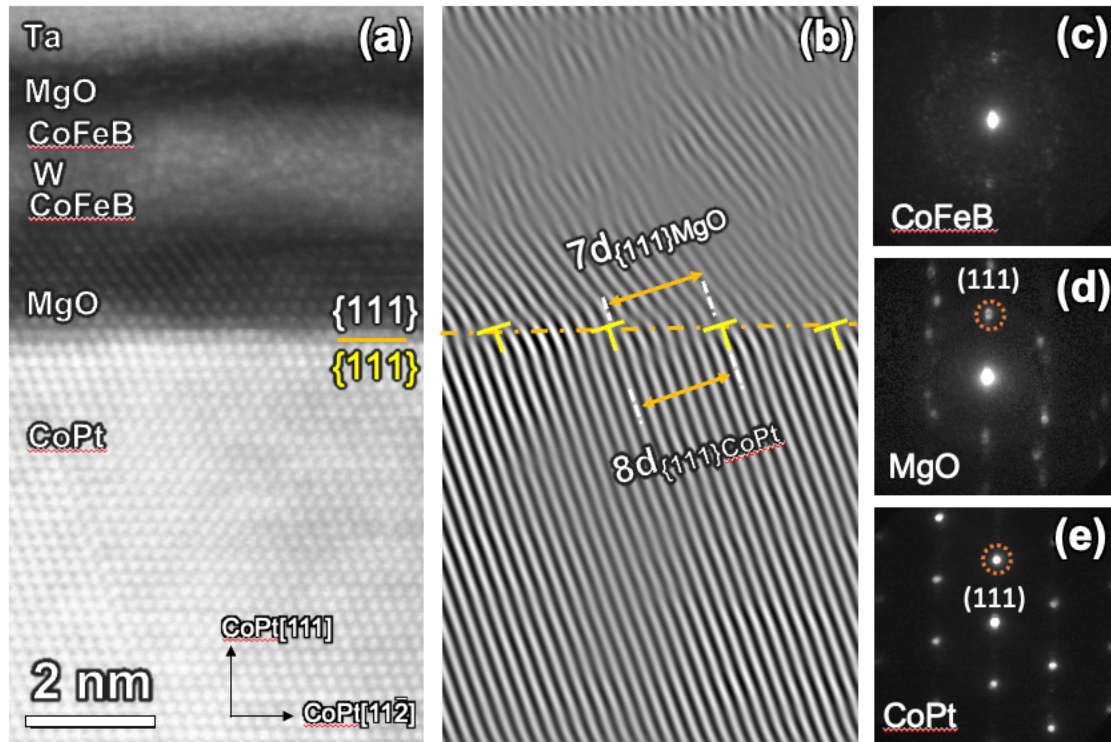 (a)
Ta
MgO
CoFeB
W
CoFeB
MgO
{111}
{111}
CoPt
CoPt[111]
CoPt[112̄]
2 nm
(b)
7d{111}MgO
8d{111}CoPt
(c)
CoFeB
(d)
(111)
MgO
(e)
(111)
CoPt